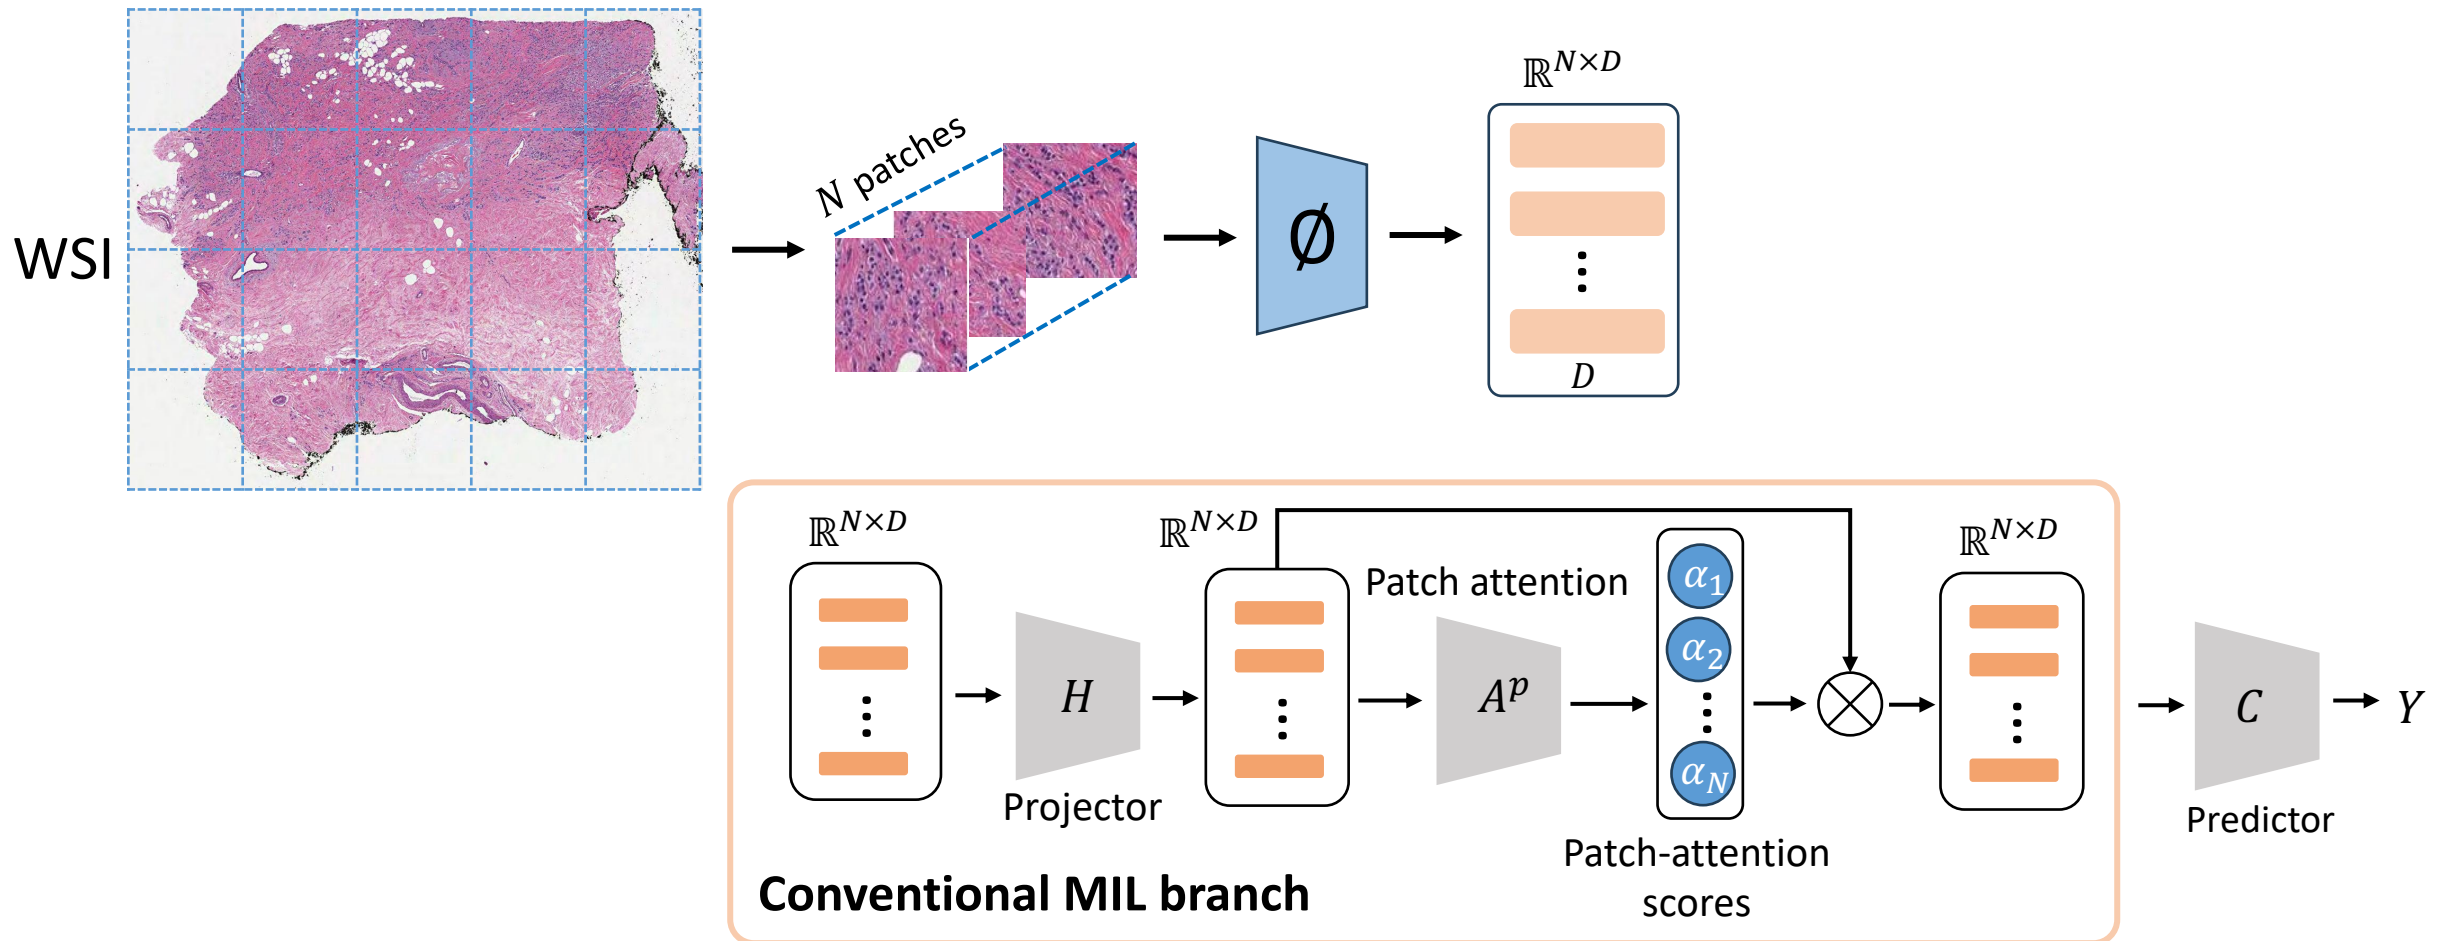 WSI
N patches
∅
ℝ^{N×D}
D
Conventional MIL branch
ℝ^{N×D}
H
Projector
ℝ^{N×D}
Patch attention
A^p
α_1
α_2
α_N
Patch-attention
scores
ℝ^{N×D}
C
Predictor
Y